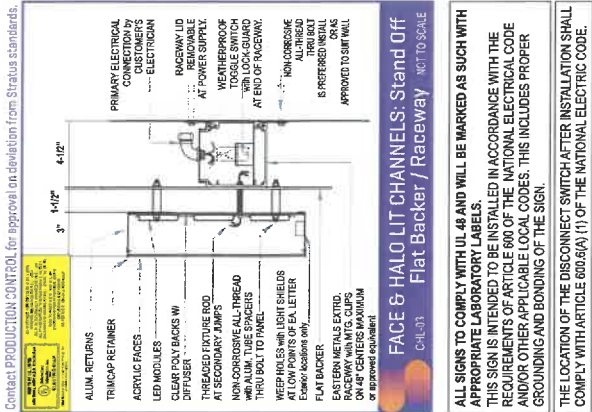 Contact PRODUCTION CONTROL for approval on deviation from Stratus standards.
3"
1-1/2"
4-1/2"
ALUM. RETURNS
TRIMCAP RETAINER
ACRYLIC FACES
LED MODULES
CLEAR POLY BACKS W/
DIFFUSER
THREADED FIXTURE ROD
AT SECONDARY JUMPS
NON-CORROSIVE ALL-THREAD
with ALUM. TUBE SPACERS
THRU BOLT TO PANEL
WEEP HOLES with LIGHT SHIELDS
AT LOW POINTS OF EA. LETTER
Exterior locations only
FLAT BACKER
EASTERN METALS EXTRD.
RACEWAY with MTG. CLIPS
ON 48" CENTERS MAXIMUM
or approved equivalent
PRIMARY ELECTRICAL
CONNECTION by
CUSTOMER'S
ELECTRICIAN
RACEWAY LID
REMOVABLE
AT POWER SUPPLY.
WEATHERPROOF
TOGGLE SWITCH
with LOCK-GUARD
AT END OF RACEWAY.
NON-CORROSIVE
ALL-THREAD
THRU BOLT
IS PREFERRED INSTALL
OR AS
APPROVED TO SUIT WALL
FACE & HALO LIT CHANNELS: Stand Off
CHL-03 Flat Backer / Raceway NOT TO SCALE
ALL SIGNS TO COMPLY WITH UL 48 AND WILL BE MARKED AS SUCH WITH
APPROPRIATE LABORATORY LABELS.
THIS SIGN IS INTENDED TO BE INSTALLED IN ACCORDANCE WITH THE
REQUIREMENTS OF ARTICLE 600 OF THE NATIONAL ELECTRICAL CODE
AND/OR OTHER APPLICABLE LOCAL CODES. THIS INCLUDES PROPER
GROUNDING AND BONDING OF THE SIGN.
THE LOCATION OF THE DISCONNECT SWITCH AFTER INSTALLATION SHALL
COMPLY WITH ARTICLE 600.6(A) (1) OF THE NATIONAL ELECTRIC CODE.